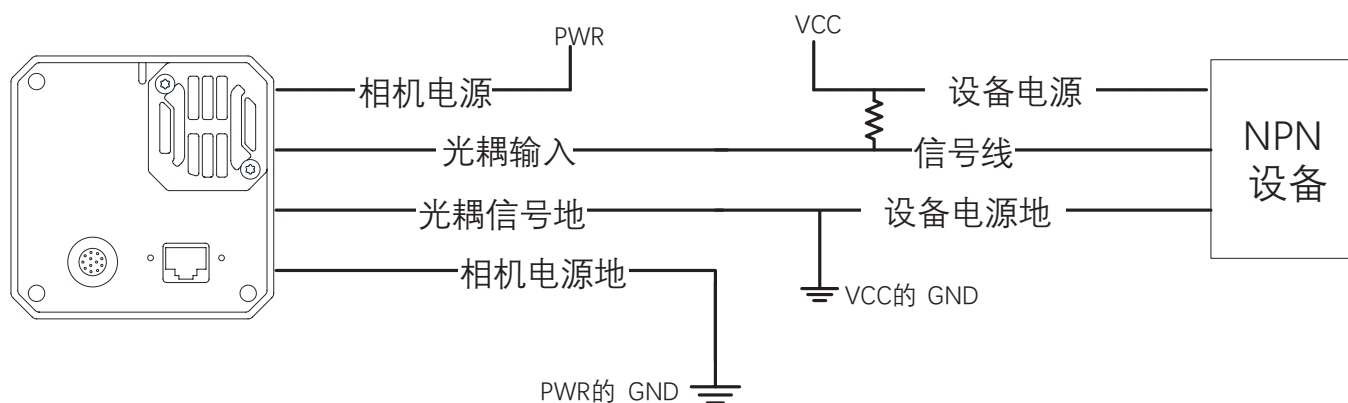 PWR
VCC
相机电源
设备电源
光耦输入
信号线
NPN
设备
光耦信号地
设备电源地
相机电源地
VCC的 GND
PWR的 GND